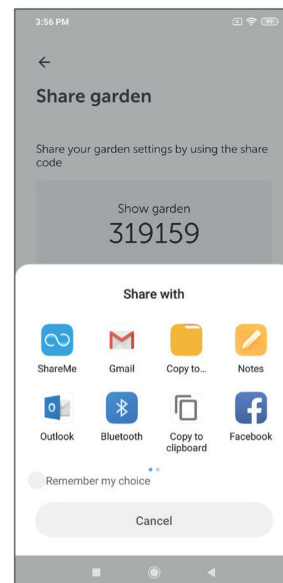 3:56 PM
Share garden
Share your garden settings by using the share
code
Show garden
319159
Share with
ShareMe Gmail Copy to... Notes
Outlook Bluetooth Copy to Facebook
clipboard
Remember my choice
Cancel